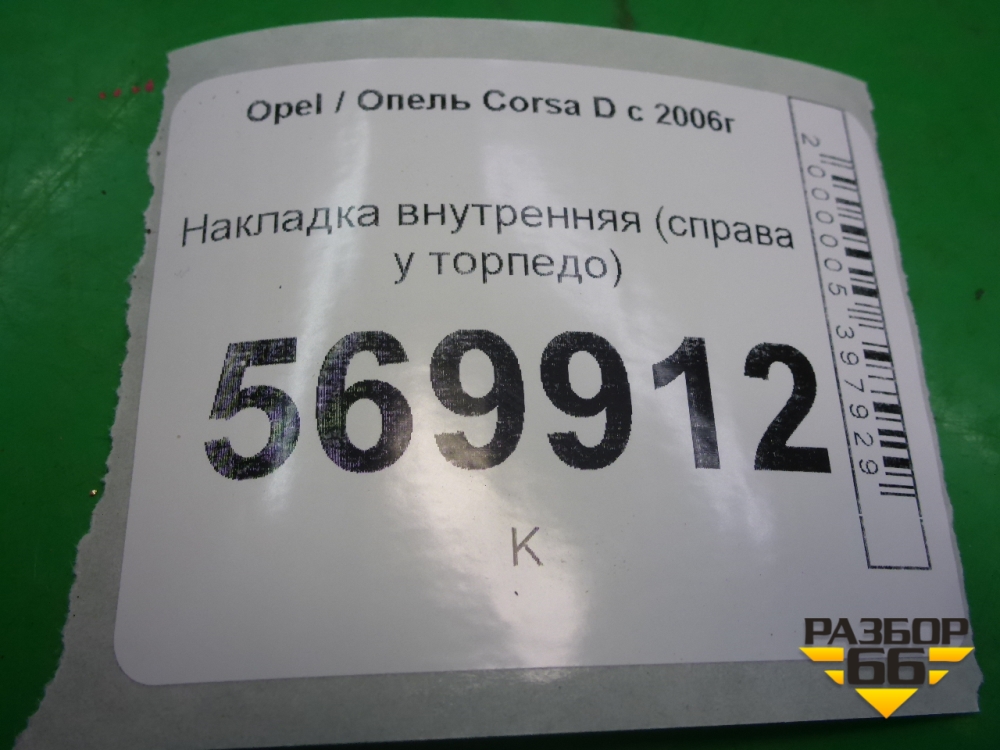 Opel / Опель Corsa D с 2006г
Накладка внутренняя (справа
у торпедо)
569912
К
2000005397929
РАЗБОР
66